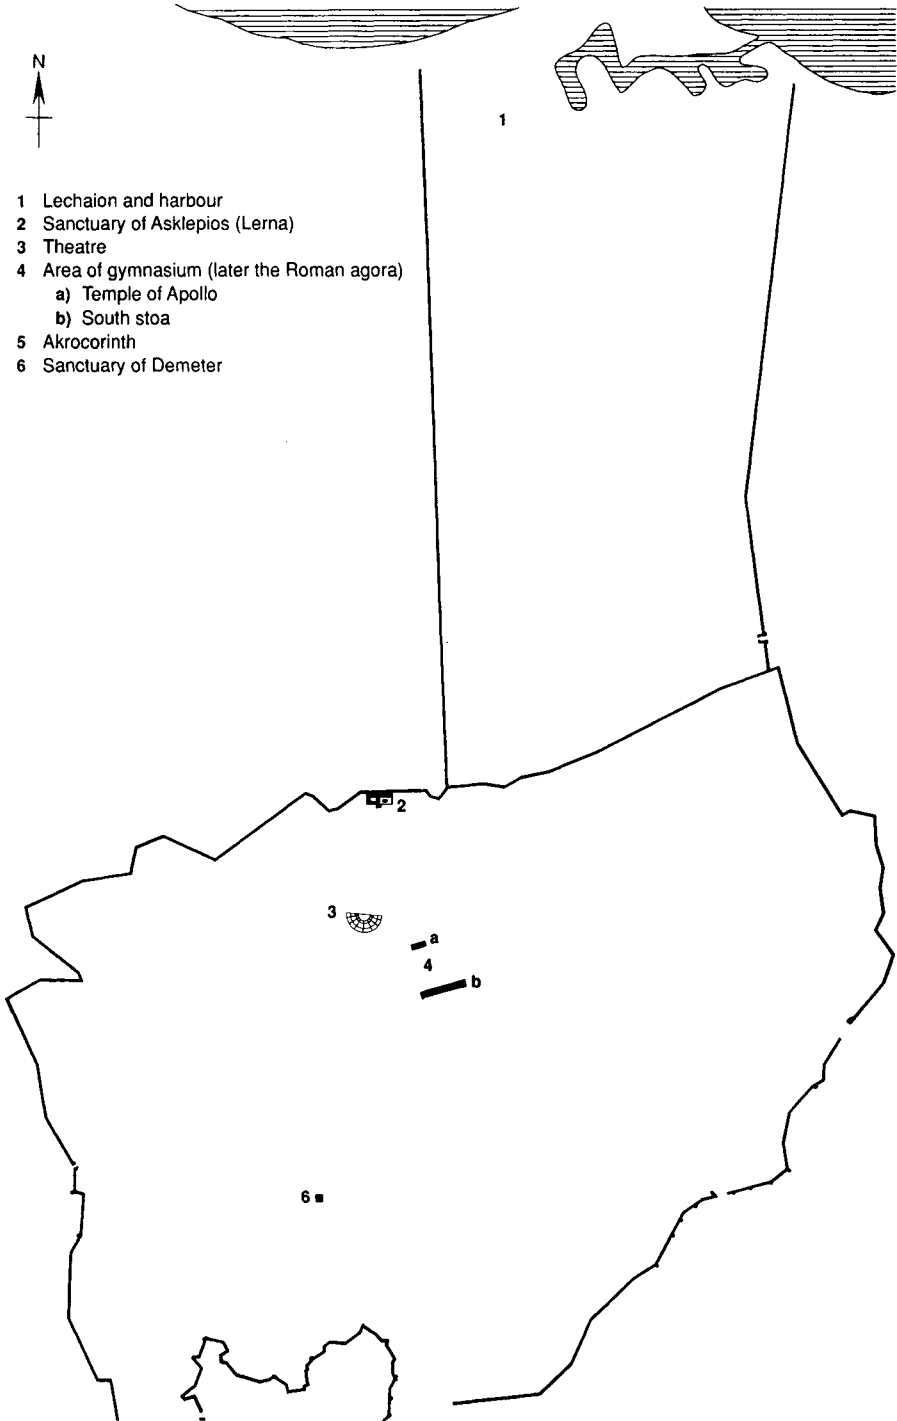 N
1
1 Lechaion and harbour
2 Sanctuary of Asklepios (Lerna)
3 Theatre
4 Area of gymnasium (later the Roman agora)
a) Temple of Apollo
b) South stoa
5 Akrocorinth
6 Sanctuary of Demeter
2
3
a
4
b
6